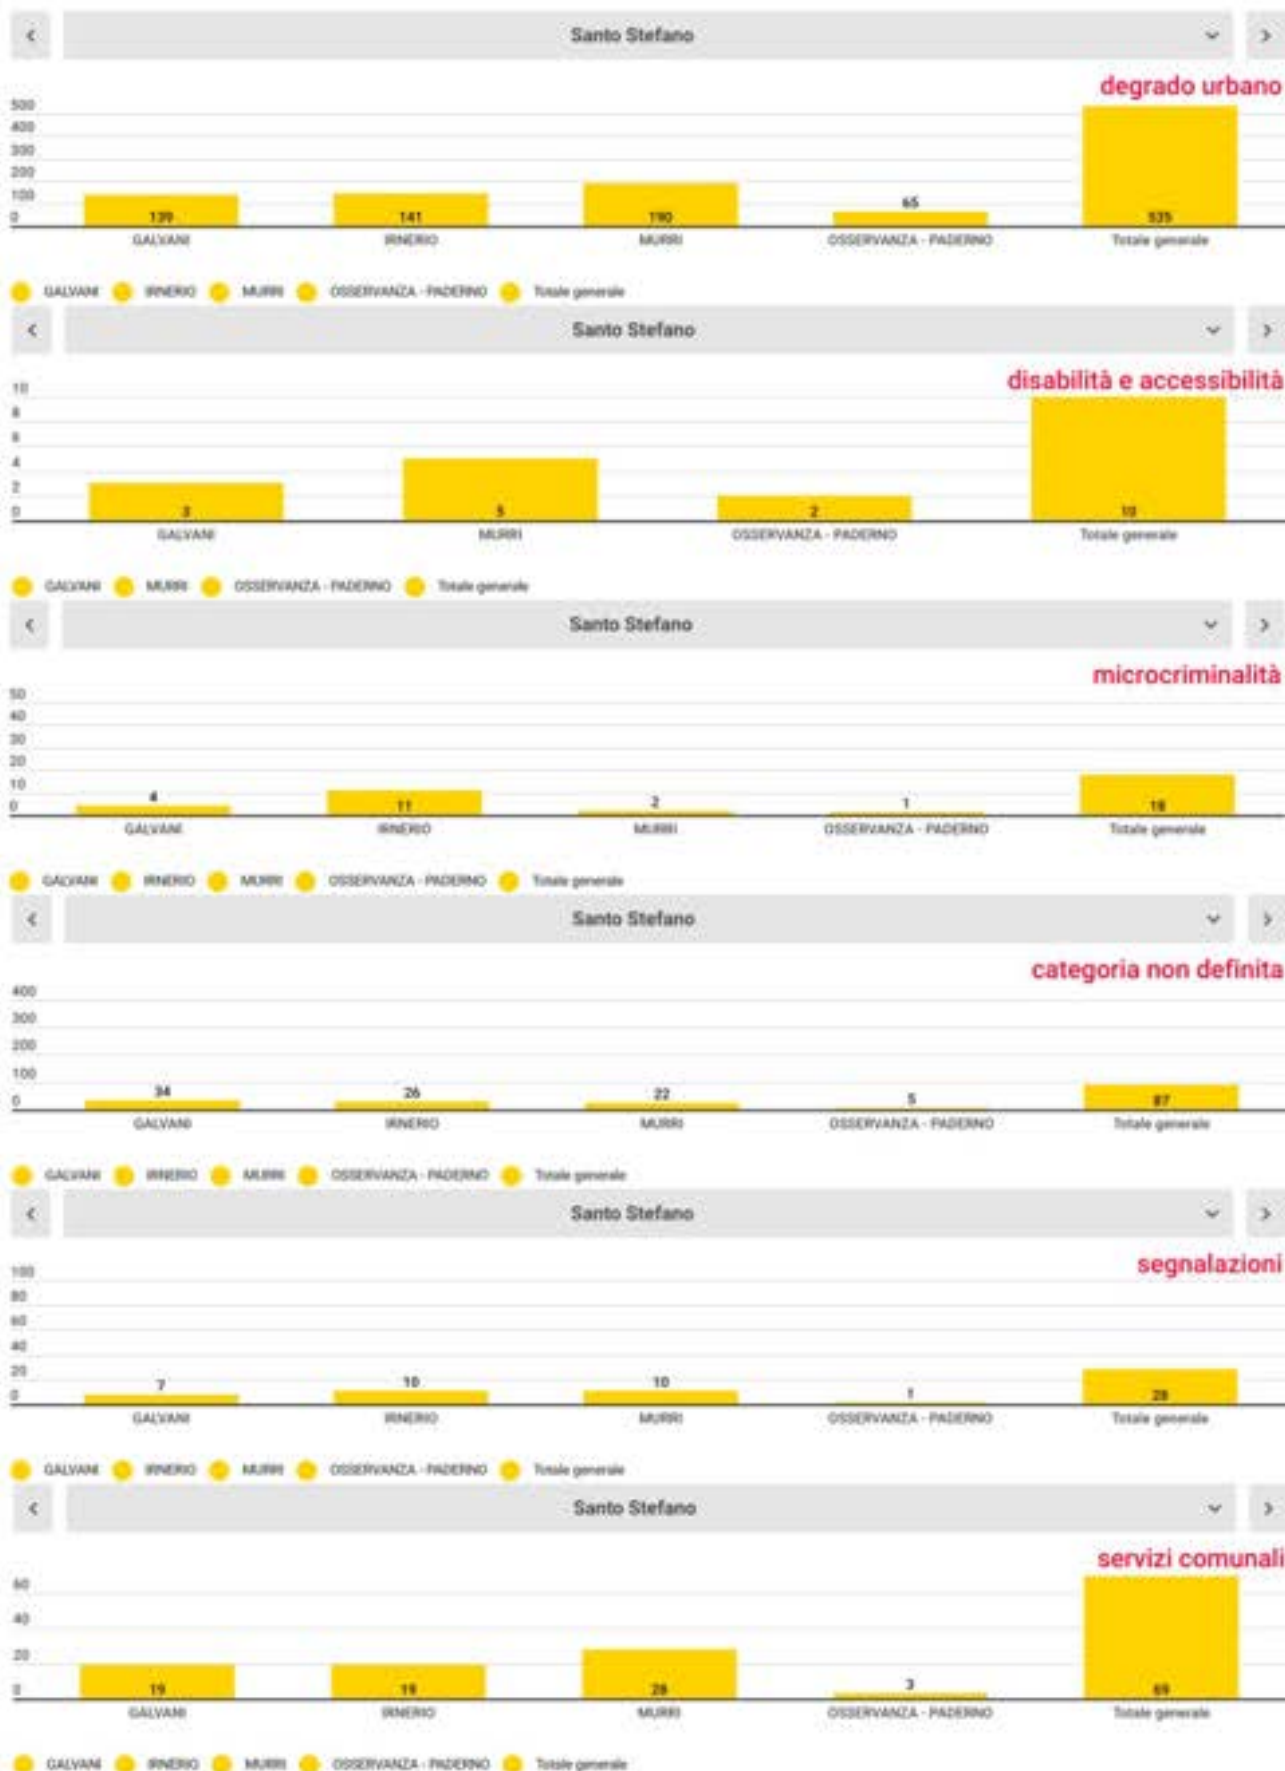 Santo Stefano
degrado urbano
500
400
300
200
100
0
139 141 190 65 535
GALVANI IRNERIO MURRI OSSERVANZA - PADERNO Totale generale
GALVANI IRNERIO MURRI OSSERVANZA - PADERNO Totale generale
Santo Stefano
disabilità e accessibilità
10
8
6
4
2
0
3 5 2 10
GALVANI MURRI OSSERVANZA - PADERNO Totale generale
GALVANI MURRI OSSERVANZA - PADERNO Totale generale
Santo Stefano
microcriminalità
50
40
30
20
10
0
4 11 2 1 18
GALVANI IRNERIO MURRI OSSERVANZA - PADERNO Totale generale
GALVANI IRNERIO MURRI OSSERVANZA - PADERNO Totale generale
Santo Stefano
categoria non definita
400
300
200
100
0
34 26 22 5 87
GALVANI IRNERIO MURRI OSSERVANZA - PADERNO Totale generale
GALVANI IRNERIO MURRI OSSERVANZA - PADERNO Totale generale
Santo Stefano
segnalazioni
100
80
60
40
20
0
7 10 10 1 28
GALVANI IRNERIO MURRI OSSERVANZA - PADERNO Totale generale
GALVANI IRNERIO MURRI OSSERVANZA - PADERNO Totale generale
Santo Stefano
servizi comunali
60
40
20
0
19 19 28 3 69
GALVANI IRNERIO MURRI OSSERVANZA - PADERNO Totale generale
GALVANI IRNERIO MURRI OSSERVANZA - PADERNO Totale generale